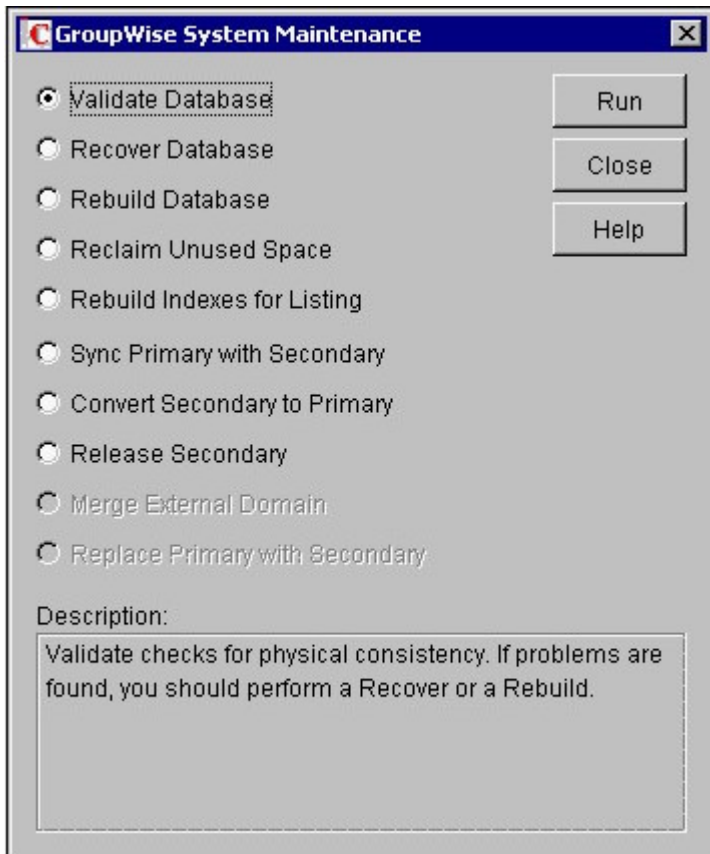 GroupWise System Maintenance
Validate Database
Recover Database
Rebuild Database
Reclaim Unused Space
Rebuild Indexes for Listing
Sync Primary with Secondary
Convert Secondary to Primary
Release Secondary
Merge External Domain
Replace Primary with Secondary
Run
Close
Help
Description:
Validate checks for physical consistency. If problems are
found, you should perform a Recover or a Rebuild.